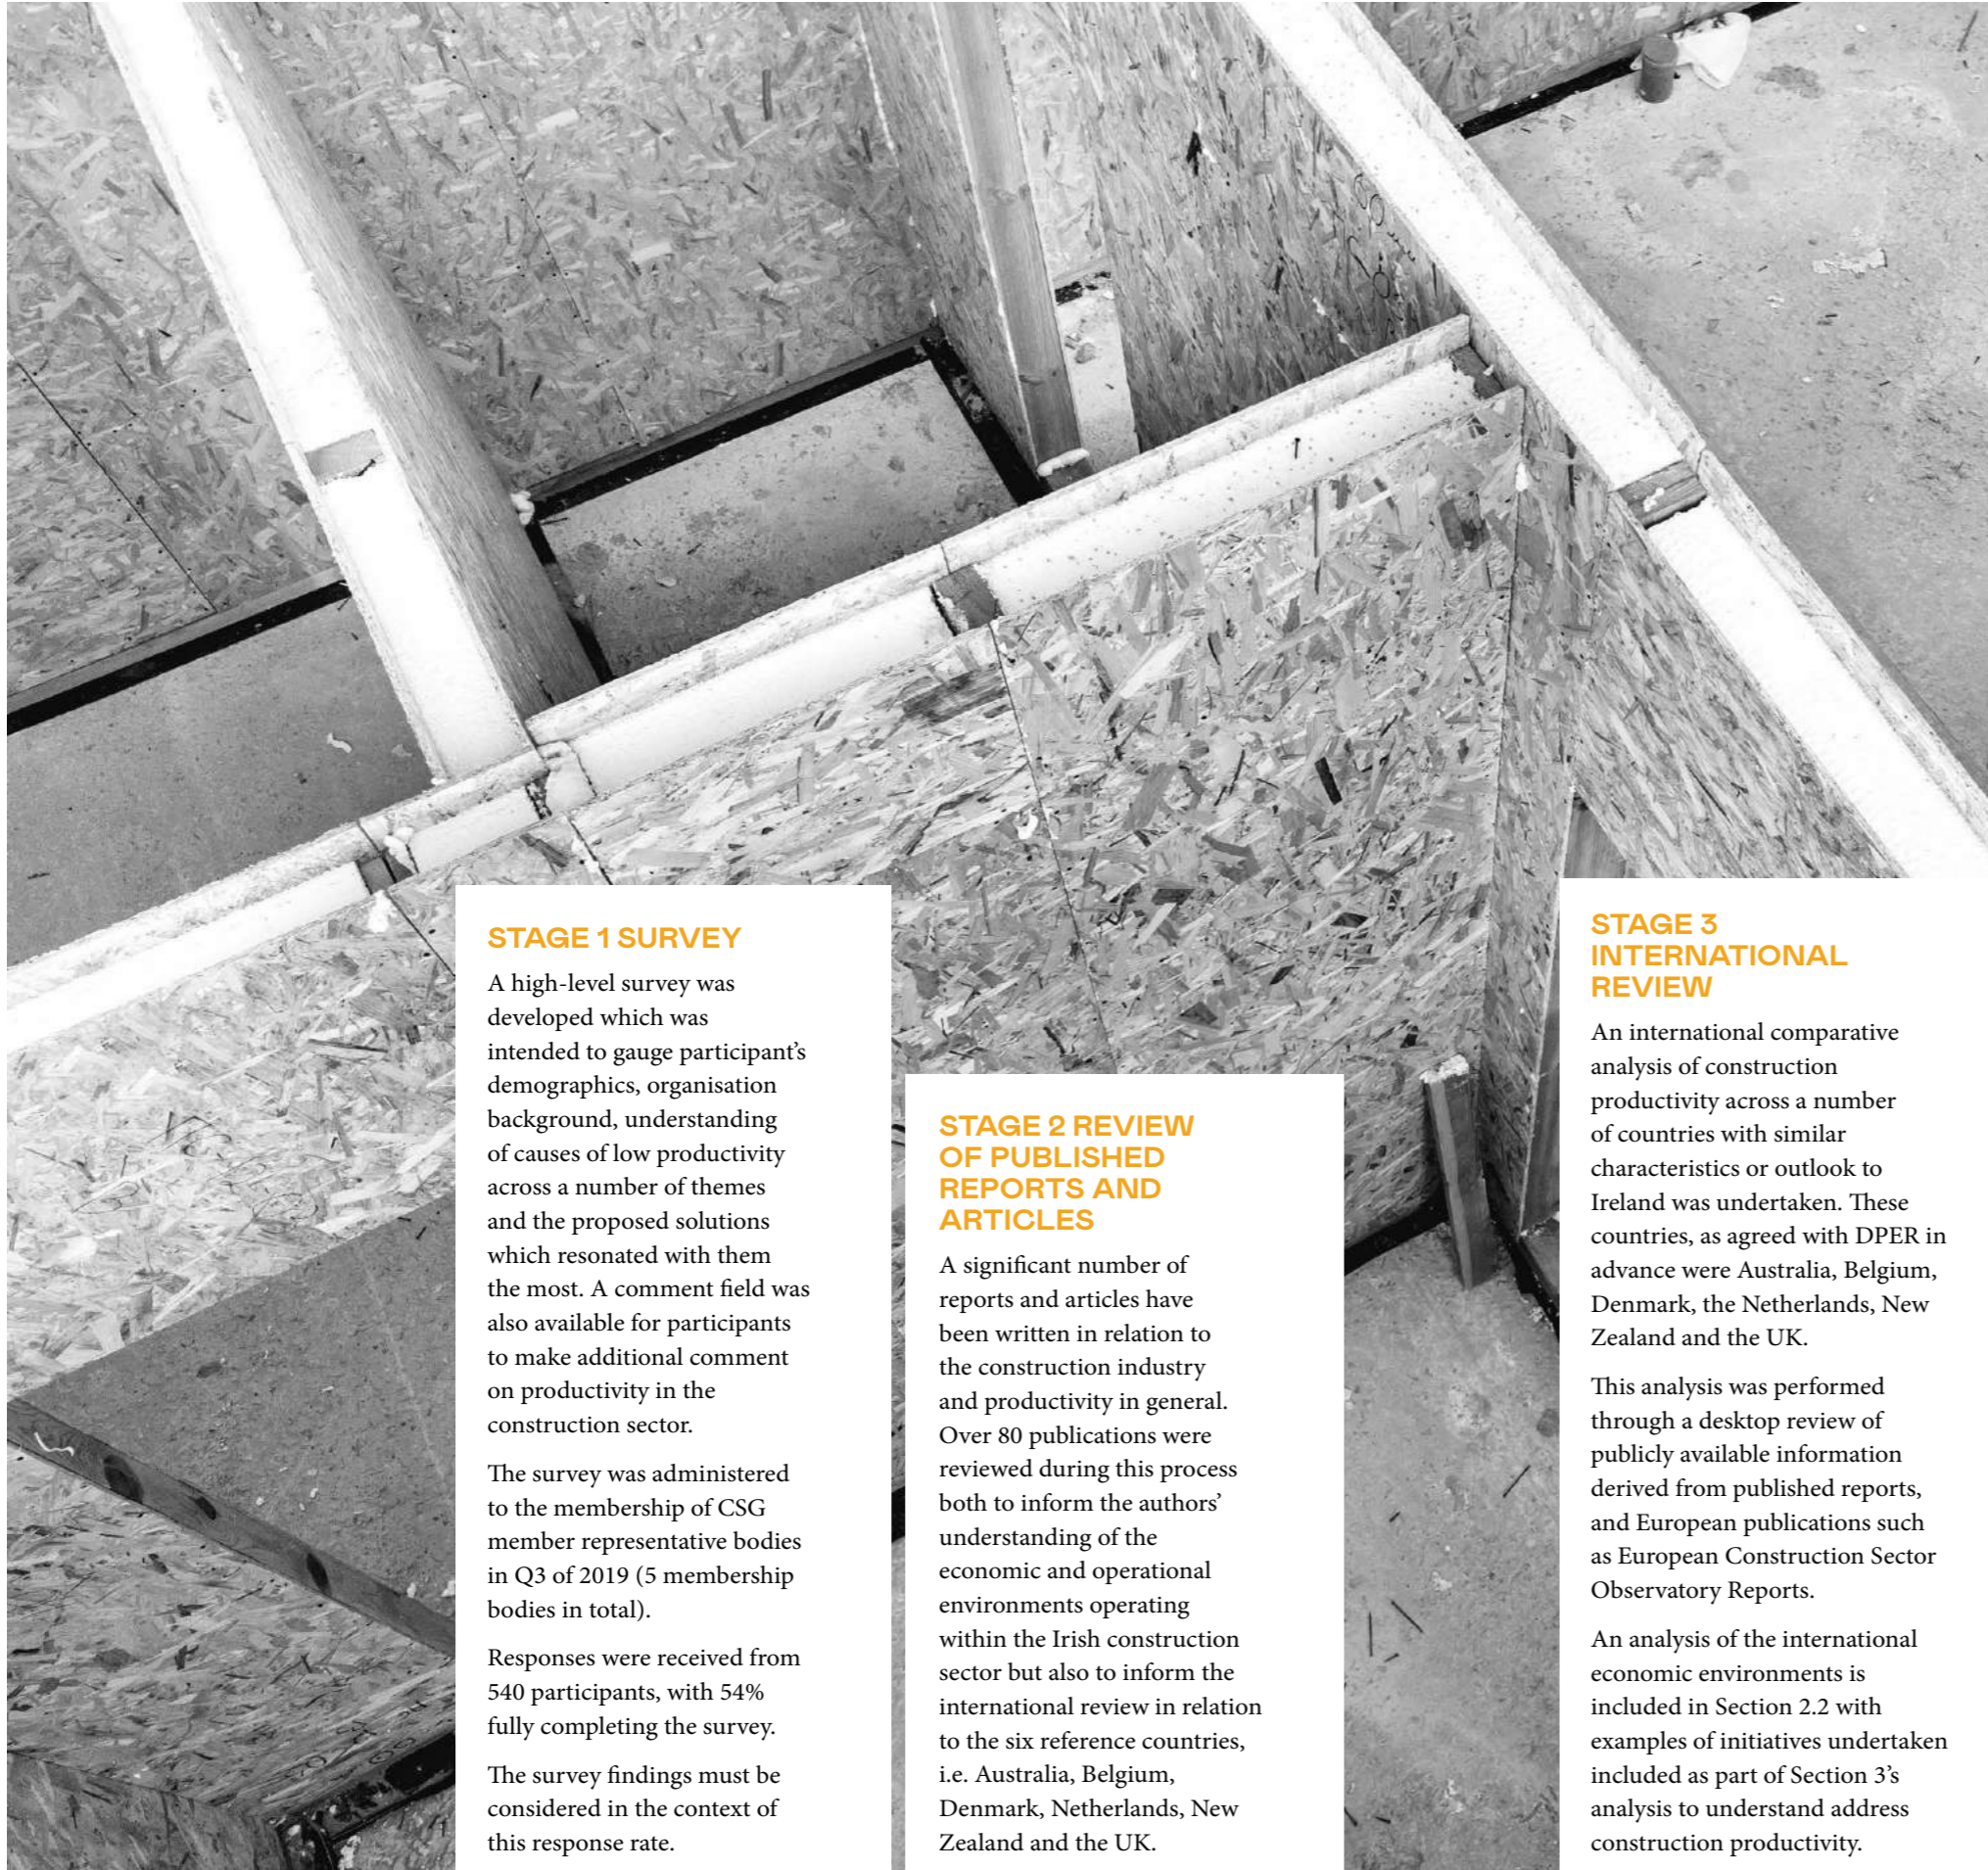 STAGE 1 SURVEY
A high-level survey was
developed which was
intended to gauge participant's
demographics, organisation
background, understanding
of causes of low productivity
across a number of themes
and the proposed solutions
which resonated with them
the most. A comment field was
also available for participants
to make additional comment
on productivity in the
construction sector.
The survey was administered
to the membership of CSG
member representative bodies
in Q3 of 2019 (5 membership
bodies in total).
Responses were received from
540 participants, with 54%
fully completing the survey.
The survey findings must be
considered in the context of
this response rate.
STAGE 2 REVIEW
OF PUBLISHED
REPORTS AND
ARTICLES
A significant number of
reports and articles have
been written in relation to
the construction industry
and productivity in general.
Over 80 publications were
reviewed during this process
both to inform the authors'
understanding of the
economic and operational
environments operating
within the Irish construction
sector but also to inform the
international review in relation
to the six reference countries,
i.e. Australia, Belgium,
Denmark, Netherlands, New
Zealand and the UK.
STAGE 3
INTERNATIONAL
REVIEW
An international comparative
analysis of construction
productivity across a number
of countries with similar
characteristics or outlook to
Ireland was undertaken. These
countries, as agreed with DPER in
advance were Australia, Belgium,
Denmark, the Netherlands, New
Zealand and the UK.
This analysis was performed
through a desktop review of
publicly available information
derived from published reports,
and European publications such
as European Construction Sector
Observatory Reports.
An analysis of the international
economic environments is
included in Section 2.2 with
examples of initiatives undertaken
included as part of Section 3's
analysis to understand address
construction productivity.